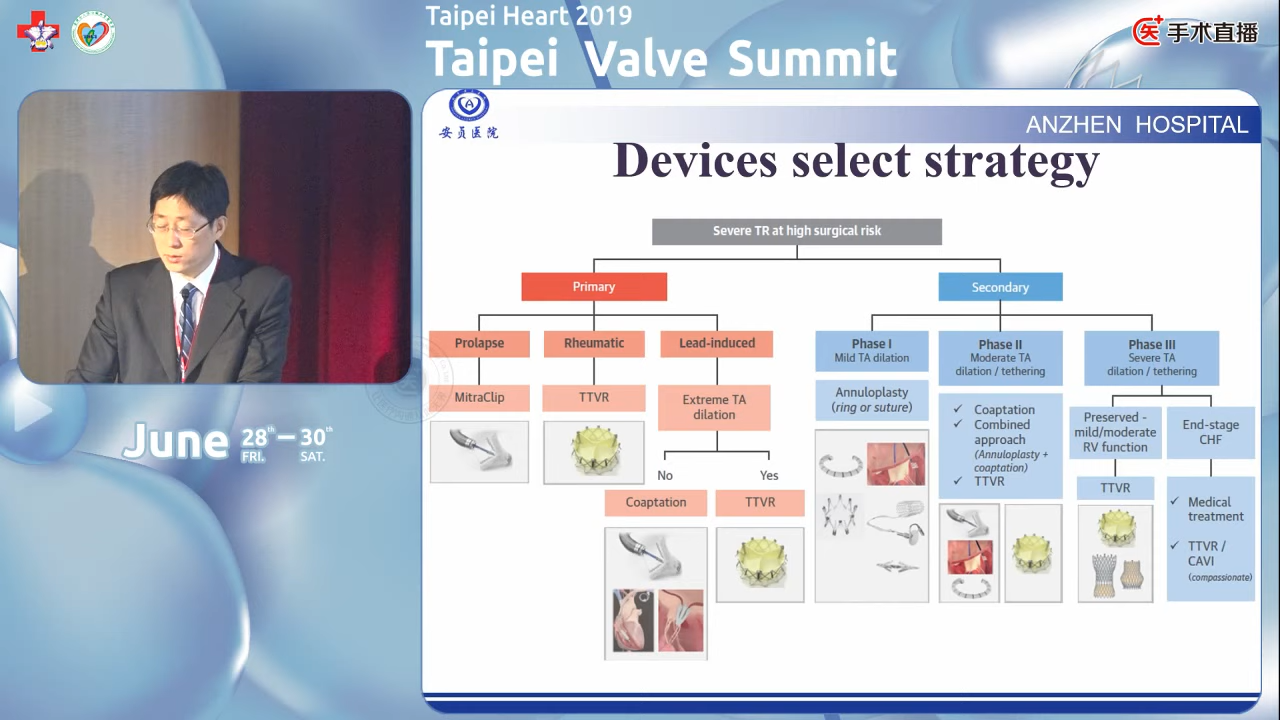 Taipei Heart 2019
Taipei Valve Summit
手术直播
安贞医院
ANZHEN HOSPITAL
Devices select strategy
Severe TR at high surgical risk
Primary
Secondary
Prolapse
Rheumatic
Lead-induced
Phase I
Mild TA dilation
Phase II
Moderate TA
dilation / tethering
Phase III
Severe TA
dilation / tethering
MitraClip
TTVR
Extreme TA
dilation
Annuloplasty
(ring or suture)
✓ Coaptation
✓ Combined
approach
(Annuloplasty +
coaptation)
✓ TTVR
Preserved -
mild/moderate
RV function
End-stage
CHF
No
Yes
Coaptation
TTVR
TTVR
✓ Medical
treatment
✓ TTVR /
CAVI
(compassionate)
June 28th — 30th
FRI. SAT.